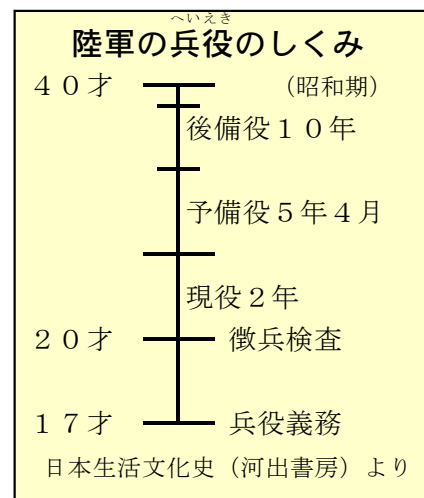 へいえき
陸軍の兵役のしくみ
40才 (昭和期)
後備役10年
予備役5年4月
現役2年
20才 徴兵検査
17才 兵役義務
日本生活文化史(河出書房)より